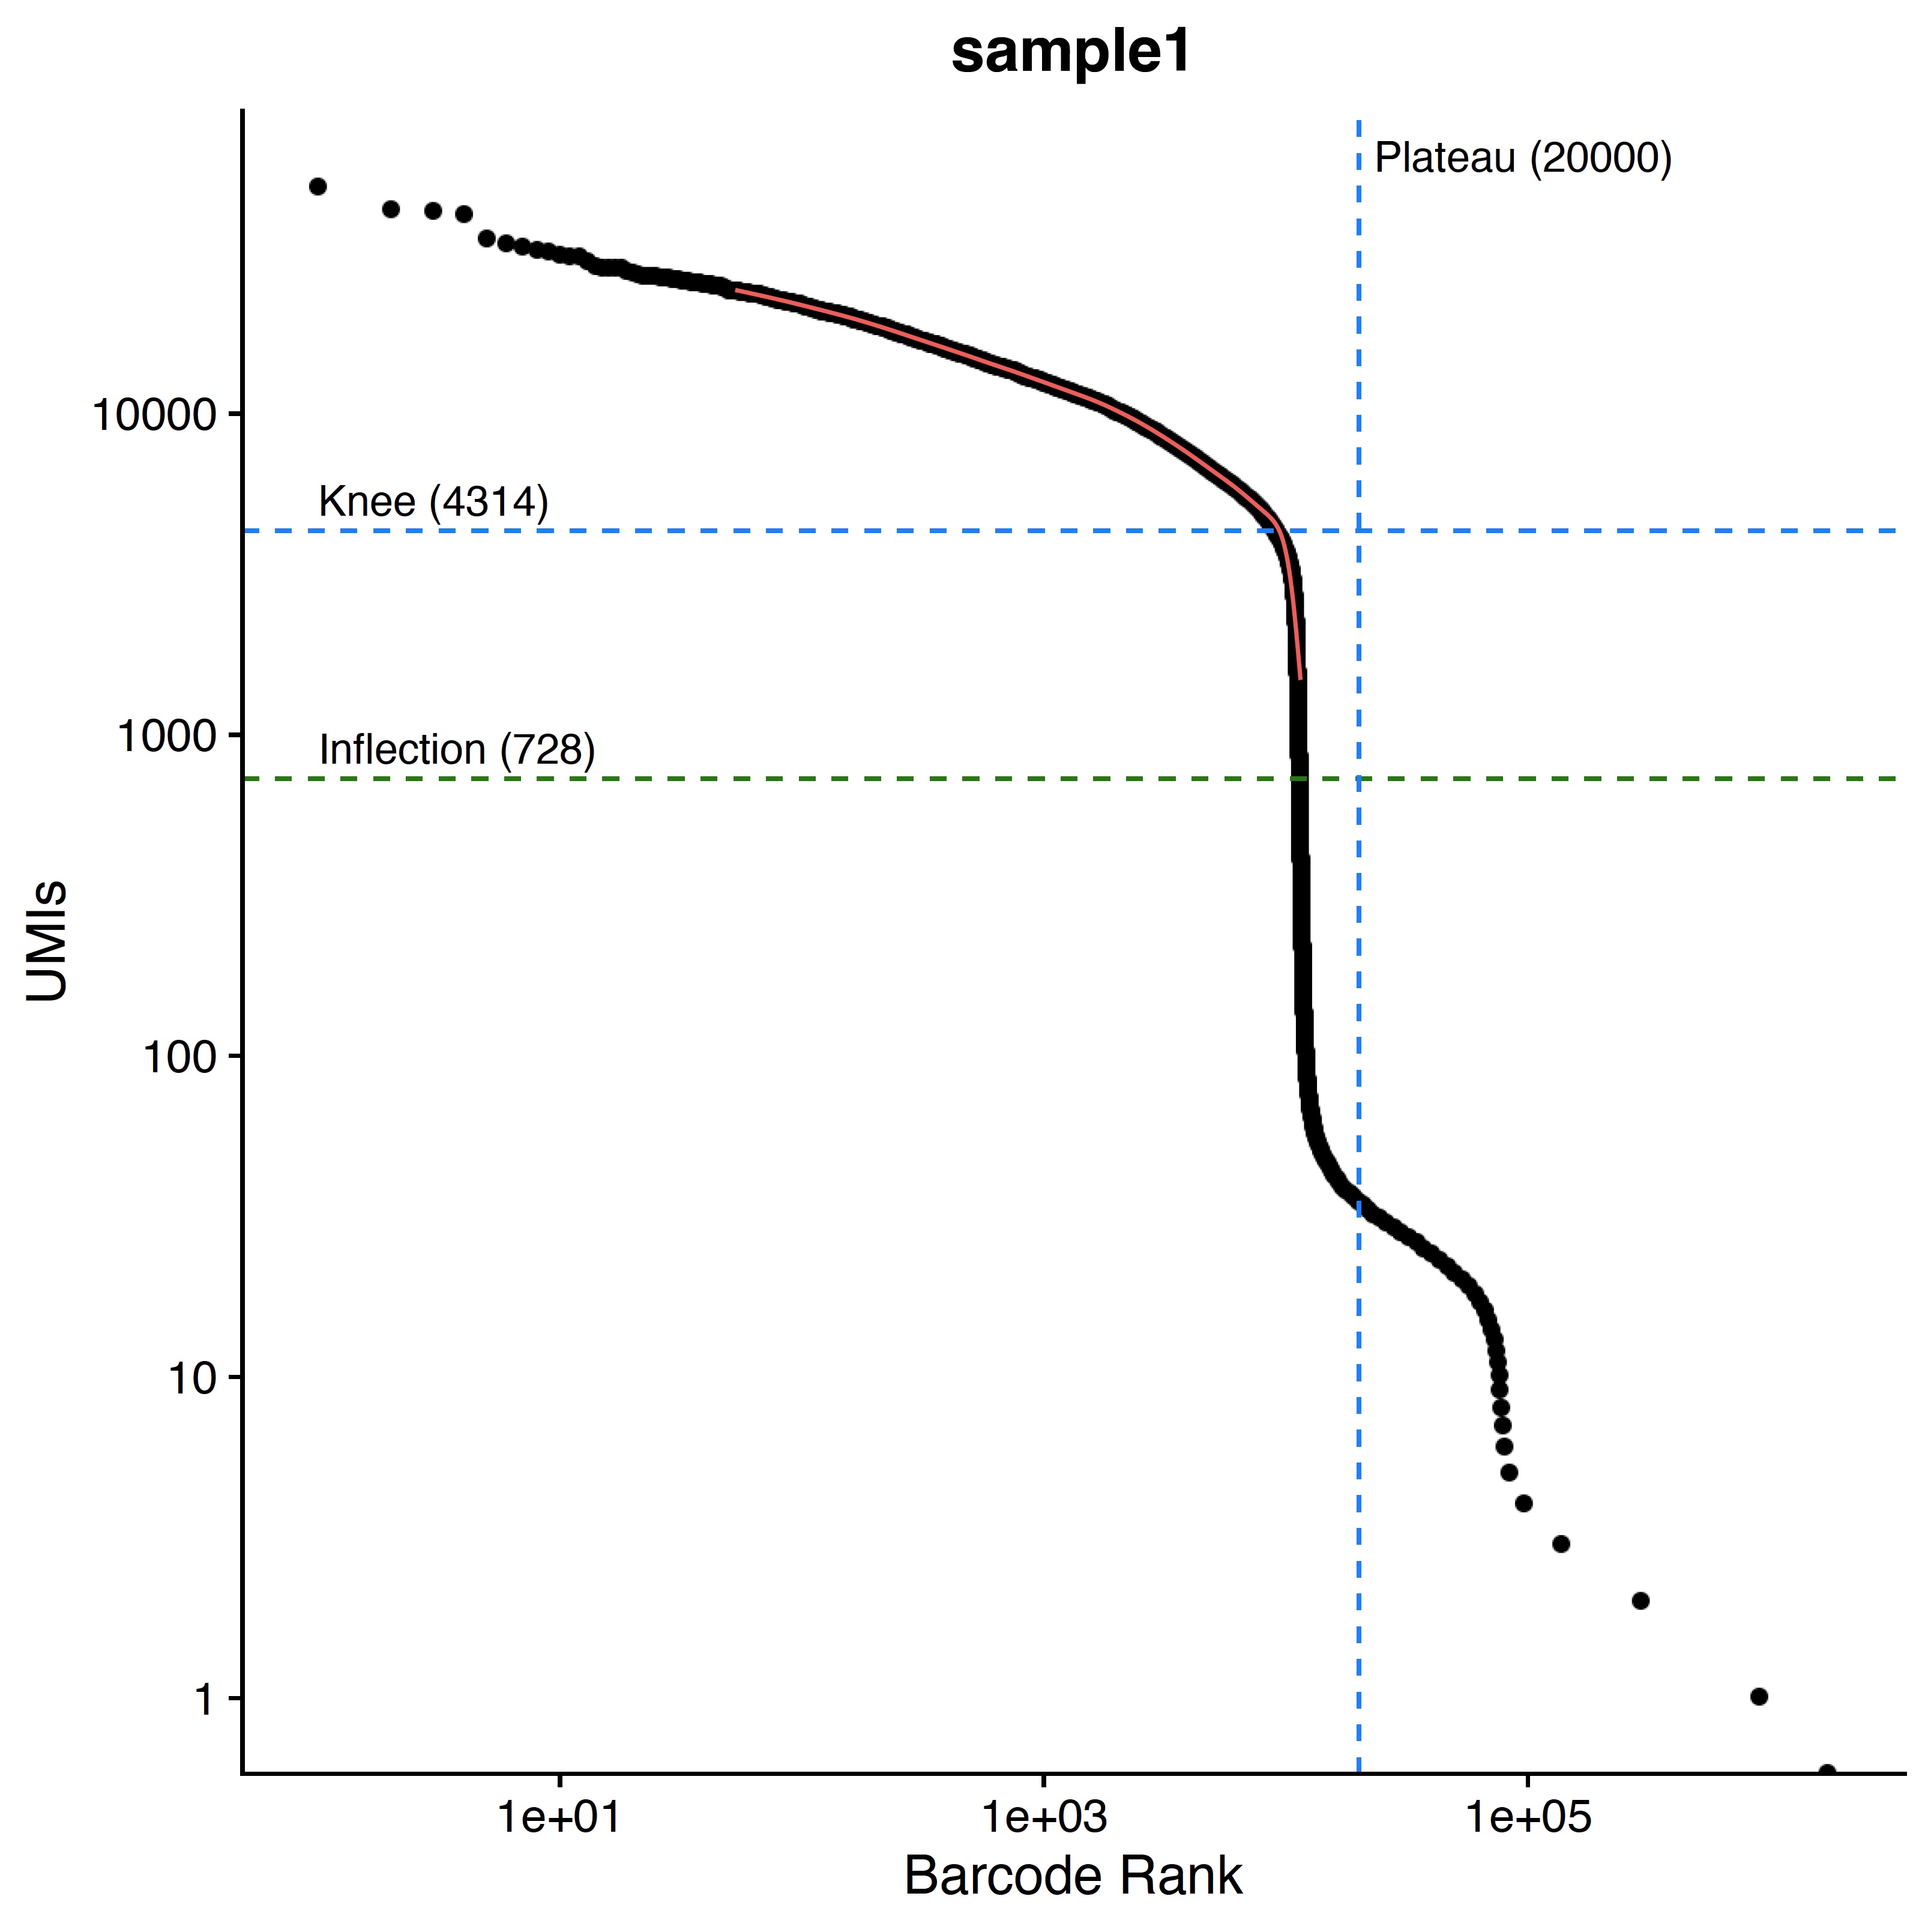 sample1
Plateau (20000)
10000
Knee (4314)
1000
Inflection (728)
UMIs
100
10
1
1e+01 1e+03 1e+05
Barcode Rank